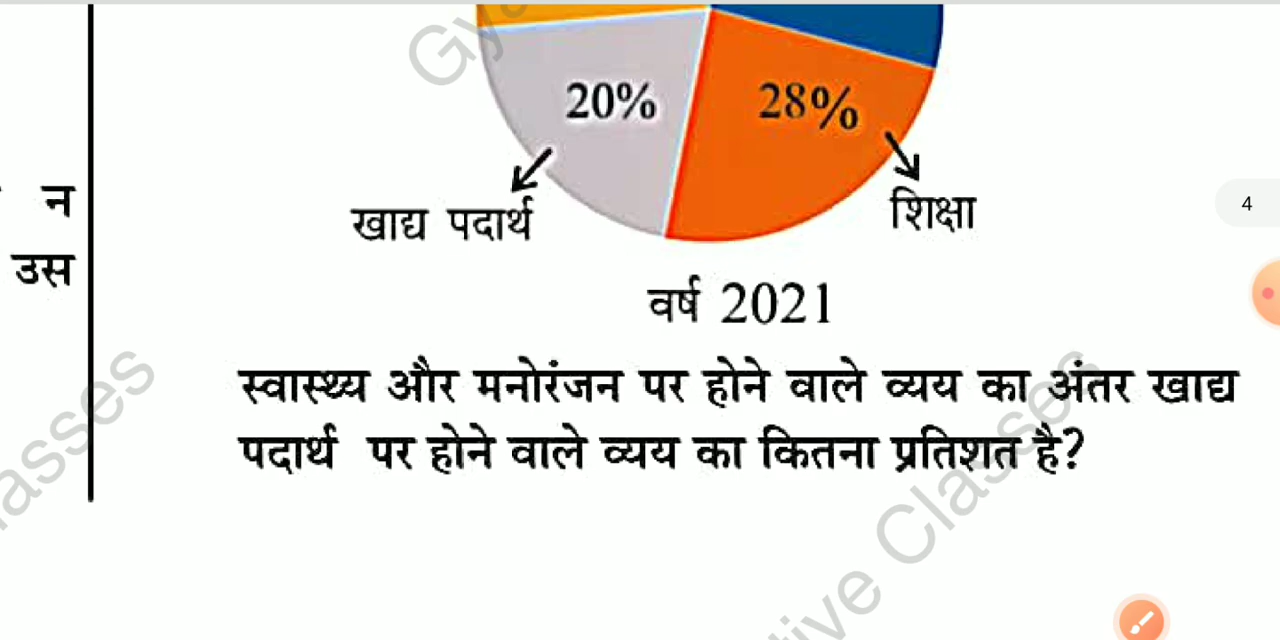 20%
28%
न
खाद्य पदार्थ
शिक्षा
4
उस
वर्ष 2021
स्वास्थ्य और मनोरंजन पर होने वाले व्यय का अंतर खाद्य
पदार्थ पर होने वाले व्यय का कितना प्रतिशत है?
Classes